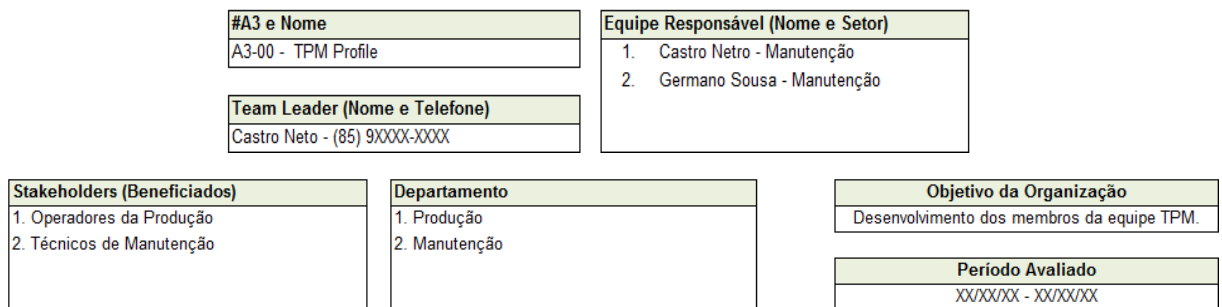 #A3 e Nome
A3-00 - TPM Profile
Team Leader (Nome e Telefone)
Castro Neto - (85) 9XXXX-XXXX
Equipe Responsável (Nome e Setor)
1. Castro Netro - Manutenção
2. Germano Sousa - Manutenção
Stakeholders (Beneficiados)
1. Operadores da Produção
2. Técnicos de Manutenção
Departamento
1. Produção
2. Manutenção
Objetivo da Organização
Desenvolvimento dos membros da equipe TPM.
Período Avaliado
XX/XX/XX - XX/XX/XX